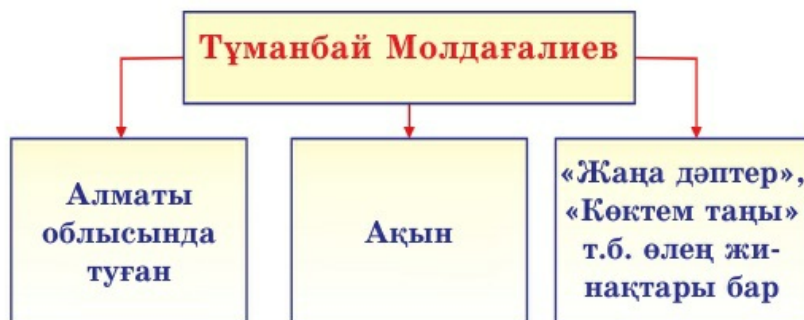 Тұманбай Молдағалиев
Алматы
облысында
туған
Ақын
«Жаңа дәптер»,
«Көктем таңы»
т.б. өлең жи-
нақтары бар